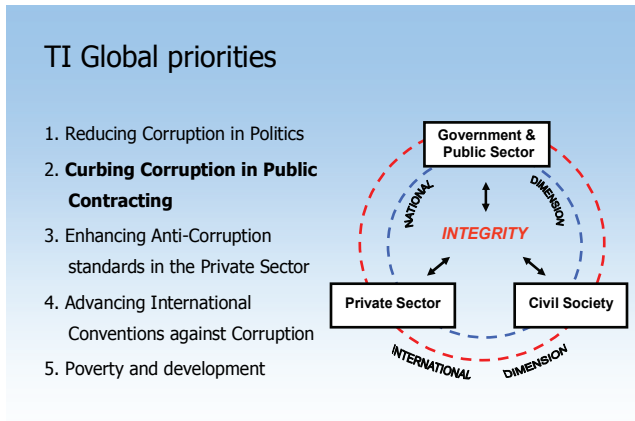 TI Global priorities
1. Reducing Corruption in Politics
2. Curbing Corruption in Public
Contracting
3. Enhancing Anti-Corruption
standards in the Private Sector
4. Advancing International
Conventions against Corruption
5. Poverty and development
Government &
Public Sector
NATIONAL
DIMENSION
INTEGRITY
Private Sector
Civil Society
INTERNATIONAL
DIMENSION